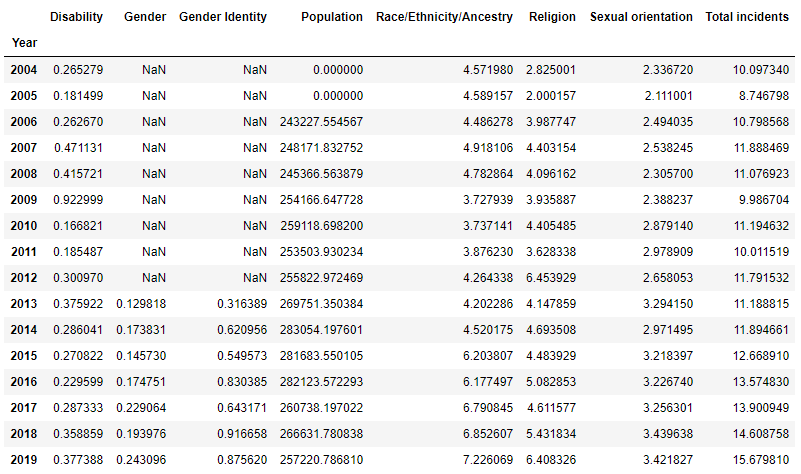 Disability Gender Gender Identity Population Race/Ethnicity/Ancestry Religion Sexual orientation Total incidents
Year
2004 0.265279 NaN NaN 0.000000 4.571980 2.825001 2.336720 10.097340
2005 0.181499 NaN NaN 0.000000 4.589157 2.000157 2.111001 8.746798
2006 0.262670 NaN NaN 243227.554567 4.486278 3.987747 2.494035 10.798568
2007 0.471131 NaN NaN 248171.832752 4.918106 4.403154 2.538245 11.888469
2008 0.415721 NaN NaN 245366.563879 4.782864 4.096162 2.305700 11.076923
2009 0.922999 NaN NaN 254166.647728 3.727939 3.935887 2.388237 9.986704
2010 0.166821 NaN NaN 259118.698200 3.737141 4.405485 2.879140 11.194632
2011 0.185487 NaN NaN 253503.930234 3.876230 3.628338 2.978909 10.011519
2012 0.300970 NaN NaN 255822.972469 4.264338 6.453929 2.658053 11.791532
2013 0.375922 0.129818 0.316389 269751.350384 4.202286 4.147859 3.294150 11.188815
2014 0.286041 0.173831 0.620956 283054.197601 4.520175 4.693508 2.971495 11.894661
2015 0.270822 0.145730 0.549573 281683.550105 6.203807 4.483929 3.218397 12.668910
2016 0.229599 0.174751 0.830385 282123.572293 6.177497 5.082853 3.226740 13.574830
2017 0.287333 0.229064 0.643171 260738.197022 6.790845 4.611577 3.256301 13.900949
2018 0.358859 0.193976 0.916658 266631.780838 6.852607 5.431834 3.439638 14.608758
2019 0.377388 0.243096 0.875620 257220.786810 7.226069 6.408326 3.421827 15.679810